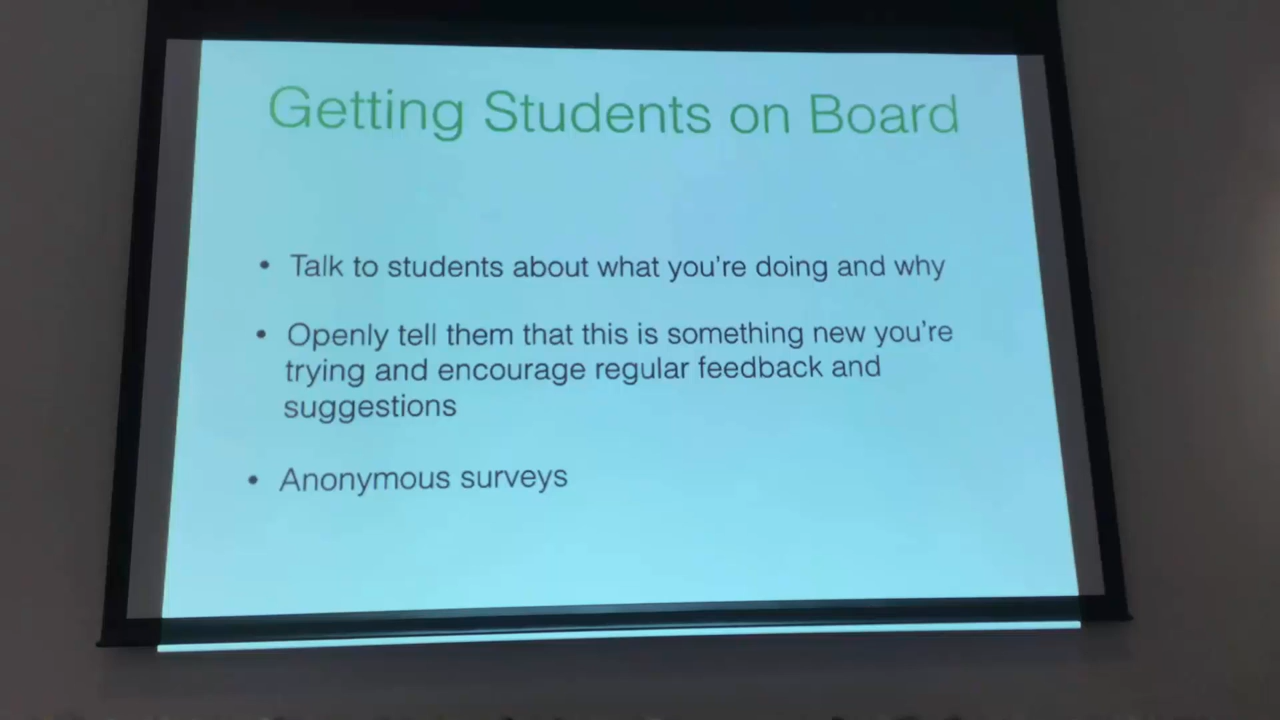 Getting Students on Board
• Talk to students about what you're doing and why
• Openly tell them that this is something new you're
trying and encourage regular feedback and
suggestions
• Anonymous surveys